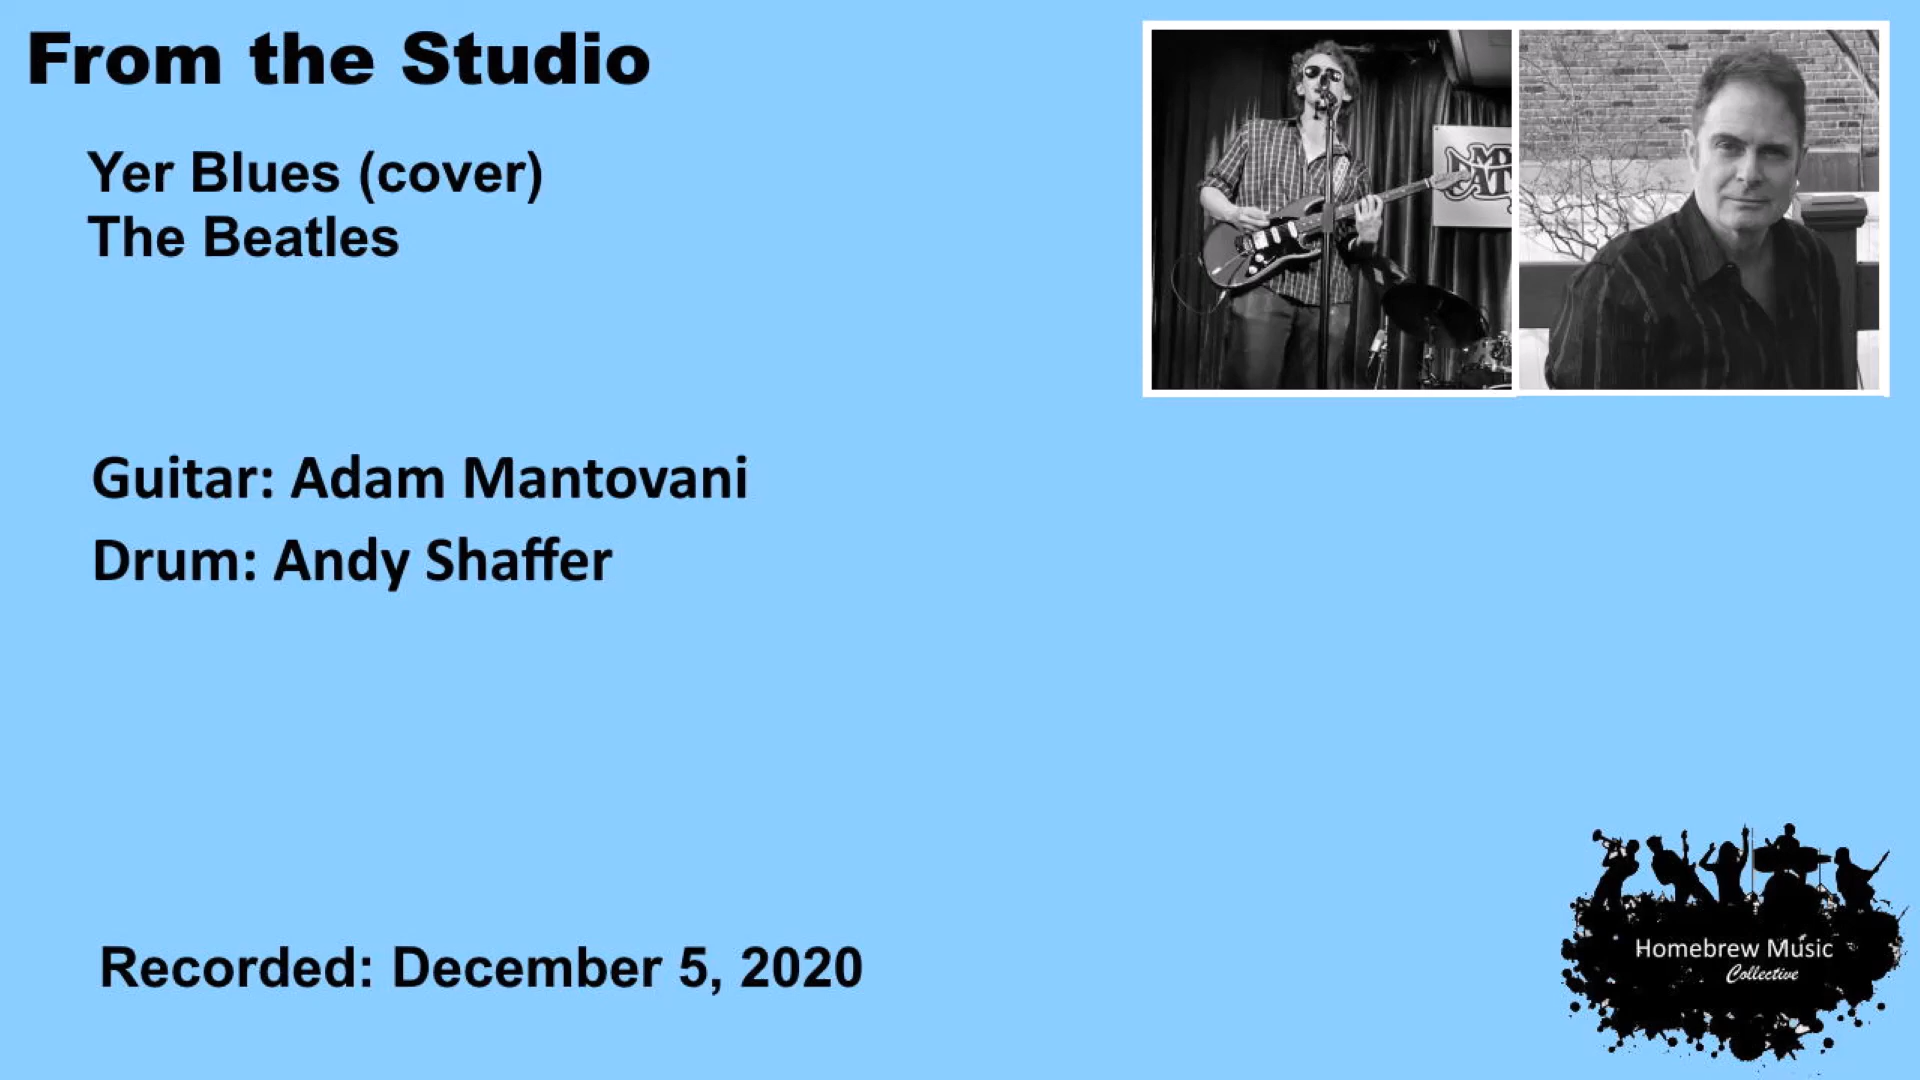 From the Studio
Yer Blues (cover)
The Beatles
MY
Guitar: Adam Mantovani
Drum: Andy Shaffer
Recorded: December 5, 2020
Homebrew Music
Collective